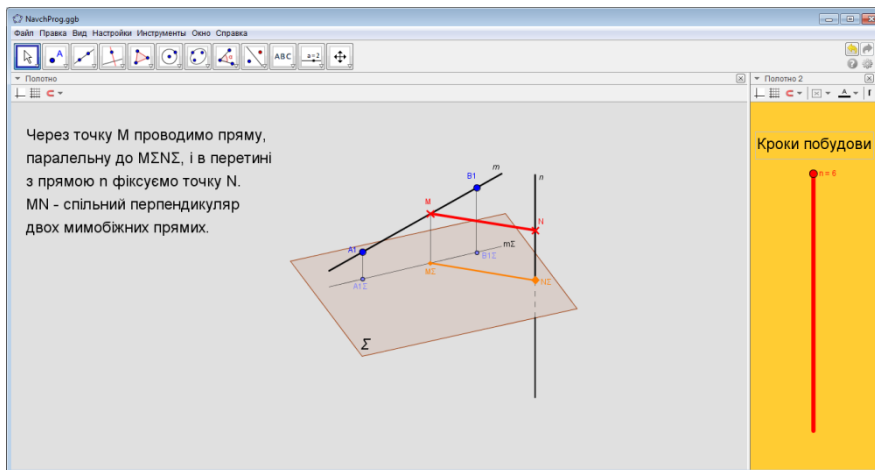 NavchProg.ggb
Файл Правка Вид Настройки Инструменты Окно Справка
A
α
ABC
a=2
Полотно
Полотно 2
A
f
Через точку M проводимо пряму,
паралельну до MΣNΣ, і в перетині
з прямою n фіксуємо точку N.
MN - спільний перпендикуляр
двох мимобіжних прямих.
m
n
B1
M
N
A1
mΣ
B1Σ
MΣ
A1Σ
NΣ
Σ
Кроки побудови
n = 6